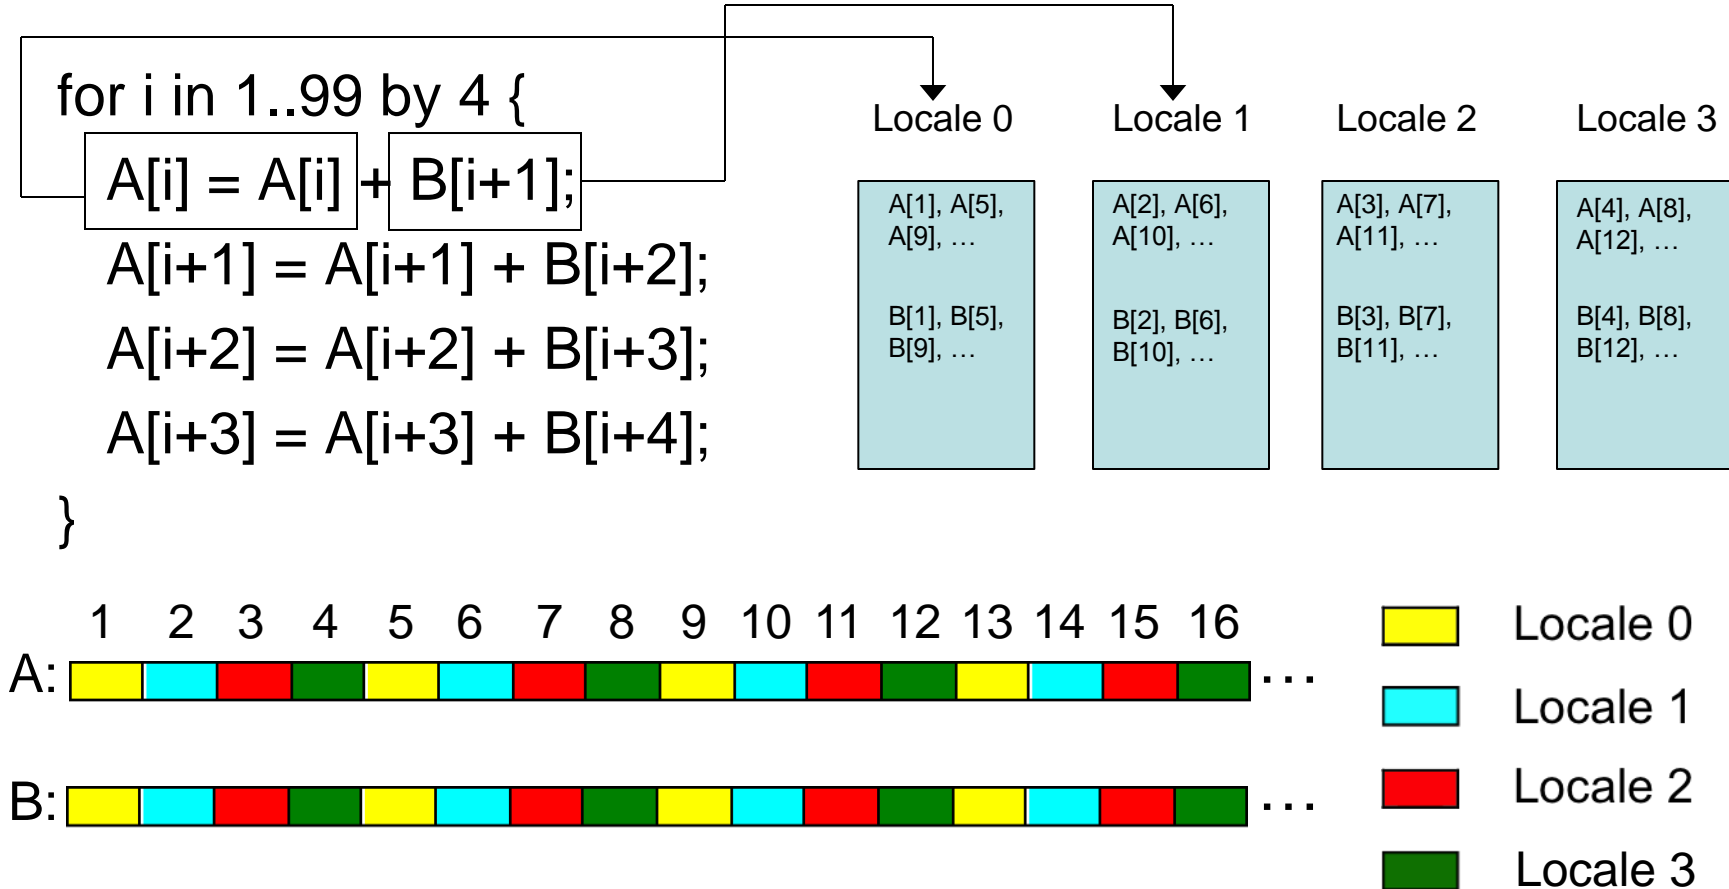 for i in 1..99 by 4 {
A[i] = A[i] + B[i+1];
A[i+1] = A[i+1] + B[i+2];
A[i+2] = A[i+2] + B[i+3];
A[i+3] = A[i+3] + B[i+4];
}
Locale 0
A[1], A[5],
A[9], …
B[1], B[5],
B[9], …
Locale 1
A[2], A[6],
A[10], …
B[2], B[6],
B[10], …
Locale 2
A[3], A[7],
A[11], …
B[3], B[7],
B[11], …
Locale 3
A[4], A[8],
A[12], …
B[4], B[8],
B[12], …
1 2 3 4 5 6 7 8 9 10 11 12 13 14 15 16
A: …
B: …
Locale 0
Locale 1
Locale 2
Locale 3